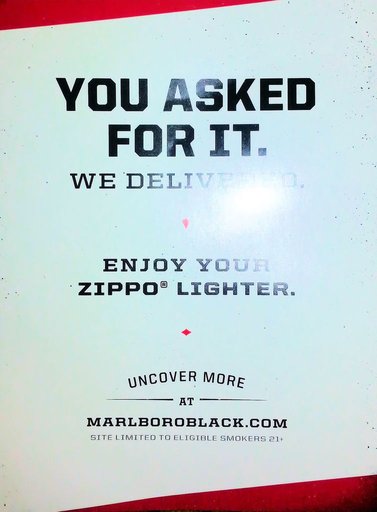 YOU ASKED
FOR IT.
WE DELIVERED.
ENJOY YOUR
ZIPPO® LIGHTER.
UNCOVER MORE
AT
MARLBOROBLACK.COM
SITE LIMITED TO ELIGIBLE SMOKERS 21+